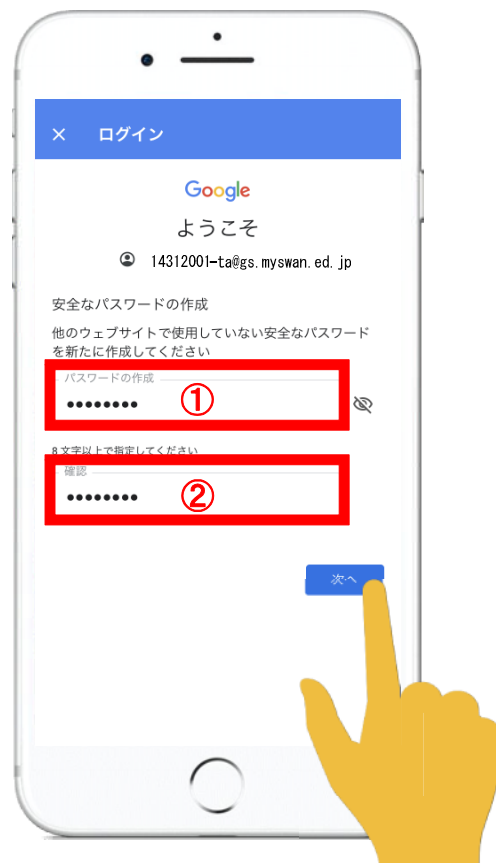 × ログイン
Google
ようこそ
14312001-ta@gs.myswan.ed.jp
安全なパスワードの作成
他のウェブサイトで使用していない安全なパスワード
を新たに作成してください
パスワードの作成
●●●●●●●● ①
8 文字以上で指定してください
確認
●●●●●●●● ②
次へ